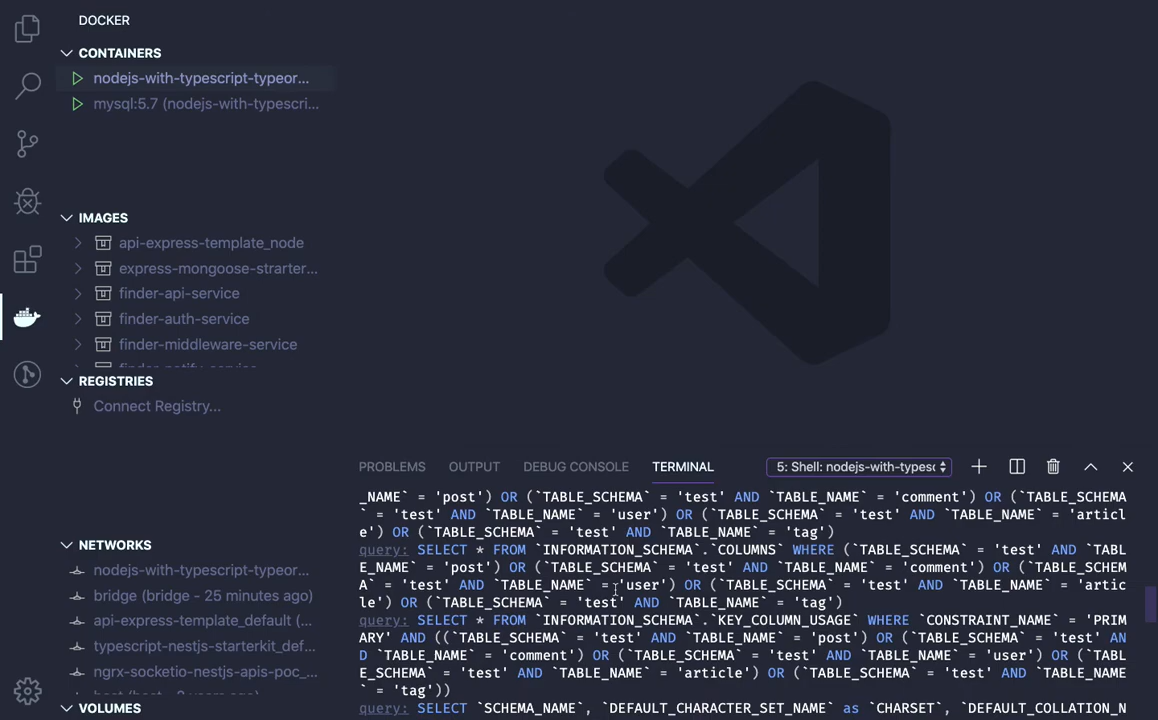 DOCKER
CONTAINERS
nodejs-with-typescript-typeor...
mysql:5.7 (nodejs-with-typescri...
IMAGES
api-express-template_node
express-mongoose-strarter...
finder-api-service
finder-auth-service
finder-middleware-service
finder-notify-service
REGISTRIES
Connect Registry...
NETWORKS
nodejs-with-typescript-typeor...
bridge (bridge - 25 minutes ago)
api-express-template_default (...
typescript-nestjs-starterkit_def...
ngrx-socketio-nestjs-apis-poc_...
host (host - 2 years ago)
VOLUMES
PROBLEMS OUTPUT DEBUG CONSOLE TERMINAL 5: Shell: nodejs-with-typesc
_NAME` = 'post') OR (`TABLE_SCHEMA` = 'test' AND `TABLE_NAME` = 'comment') OR (`TABLE_SCHEMA
` = 'test' AND `TABLE_NAME` = 'user') OR (`TABLE_SCHEMA` = 'test' AND `TABLE_NAME` = 'articl
e') OR (`TABLE_SCHEMA` = 'test' AND `TABLE_NAME` = 'tag')
query: SELECT * FROM `INFORMATION_SCHEMA`.`COLUMNS` WHERE (`TABLE_SCHEMA` = 'test' AND `TABL
E_NAME` = 'post') OR (`TABLE_SCHEMA` = 'test' AND `TABLE_NAME` = 'comment') OR (`TABLE_SCHEM
A` = 'test' AND `TABLE_NAME` = 'user') OR (`TABLE_SCHEMA` = 'test' AND `TABLE_NAME` = 'artic
le') OR (`TABLE_SCHEMA` = 'test' AND `TABLE_NAME` = 'tag')
query: SELECT * FROM `INFORMATION_SCHEMA`.`KEY_COLUMN_USAGE` WHERE `CONSTRAINT_NAME` = 'PRIM
ARY' AND ((`TABLE_SCHEMA` = 'test' AND `TABLE_NAME` = 'post') OR (`TABLE_SCHEMA` = 'test' AN
D `TABLE_NAME` = 'comment') OR (`TABLE_SCHEMA` = 'test' AND `TABLE_NAME` = 'user') OR (`TABL
E_SCHEMA` = 'test' AND `TABLE_NAME` = 'article') OR (`TABLE_SCHEMA` = 'test' AND `TABLE_NAME
` = 'tag'))
query: SELECT `SCHEMA_NAME`, `DEFAULT_CHARACTER_SET_NAME` as `CHARSET`, `DEFAULT_COLLATION_N